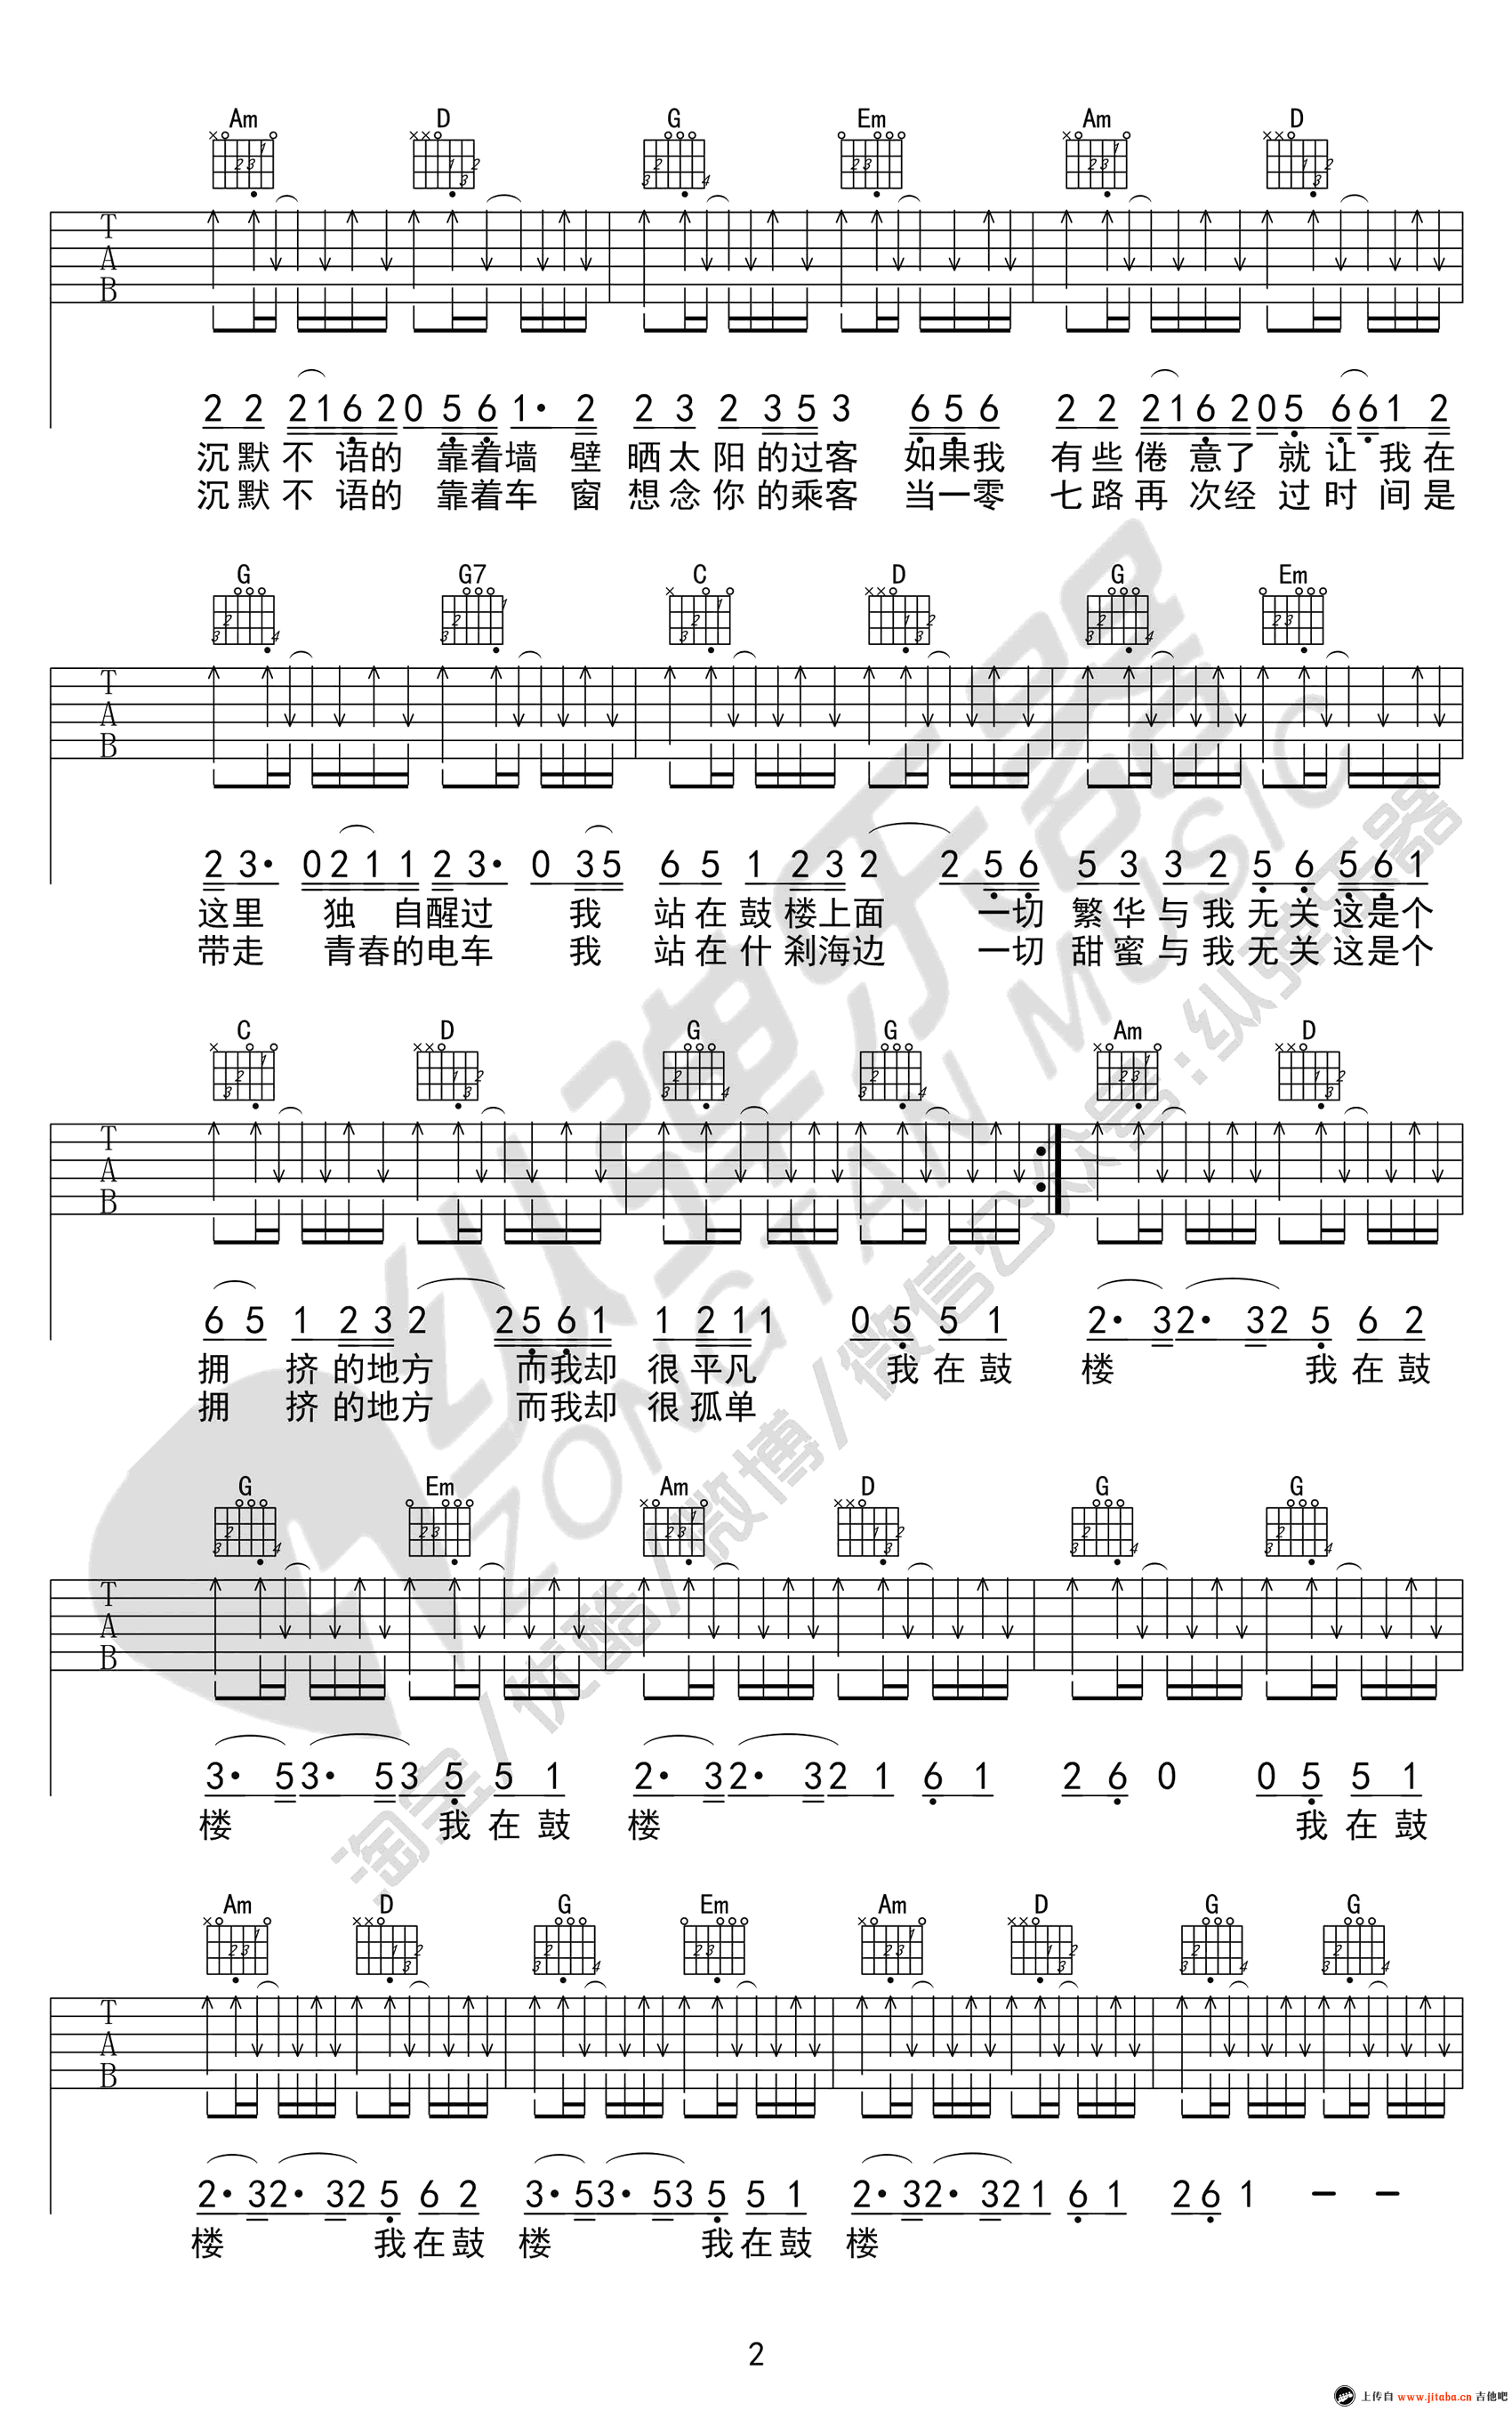 Am D G Em Am D
T
A
B
2 2 2 1 6 2 0 5 6 1· 2 2 3 2 3 5 3 6 5 6 2 2 2 1 6 2 0 5 6 6 1 2
沉默不语的 靠着墙 壁 晒太阳的过客 如果我 有些倦意了就让我在
沉默不语的 靠着车 窗 想念你的乘客 当一零 七路再次经过时间是
G G7 C D G Em
T
A
B
2 3· 0 2 1 1 2 3· 0 3 5 6 5 1 2 3 2 2 5 6 5 3 3 2 5 6 5 6 1
这里 独 自醒过 我 站在鼓楼上面 一切繁华与我无关这是个
带走 青春的电车 我 站在什刹海边 一切甜蜜与我无关这是个
C D G G Am D
T
A
B
6 5 1 2 3 2 2 5 6 1 1 2 1 1 0 5 5 1 2· 3 2· 3 2 5 6 2
拥 挤的地方 而我却很平凡 我在鼓 楼 我在鼓
拥 挤的地方 而我却很孤单
G Em Am D G G
T
A
B
3· 5 3· 5 3 5 5 1 2· 3 2· 3 2 1 6 1 2 6 0 0 5 5 1
楼 我在鼓 楼 我在鼓
Am D G Em Am D G G
T
A
B
2· 3 2· 3 2 5 6 2 3· 5 3· 5 3 5 5 1 2· 3 2· 3 2 1 6 1 2 6 1 － －
楼 我在鼓 楼 我在鼓 楼
纵弹乐器
ZONGTAN MUSIC
淘宝/优酷/微博/微信公众号:纵弹乐器
2
上传自 www.jitaba.cn 吉他吧